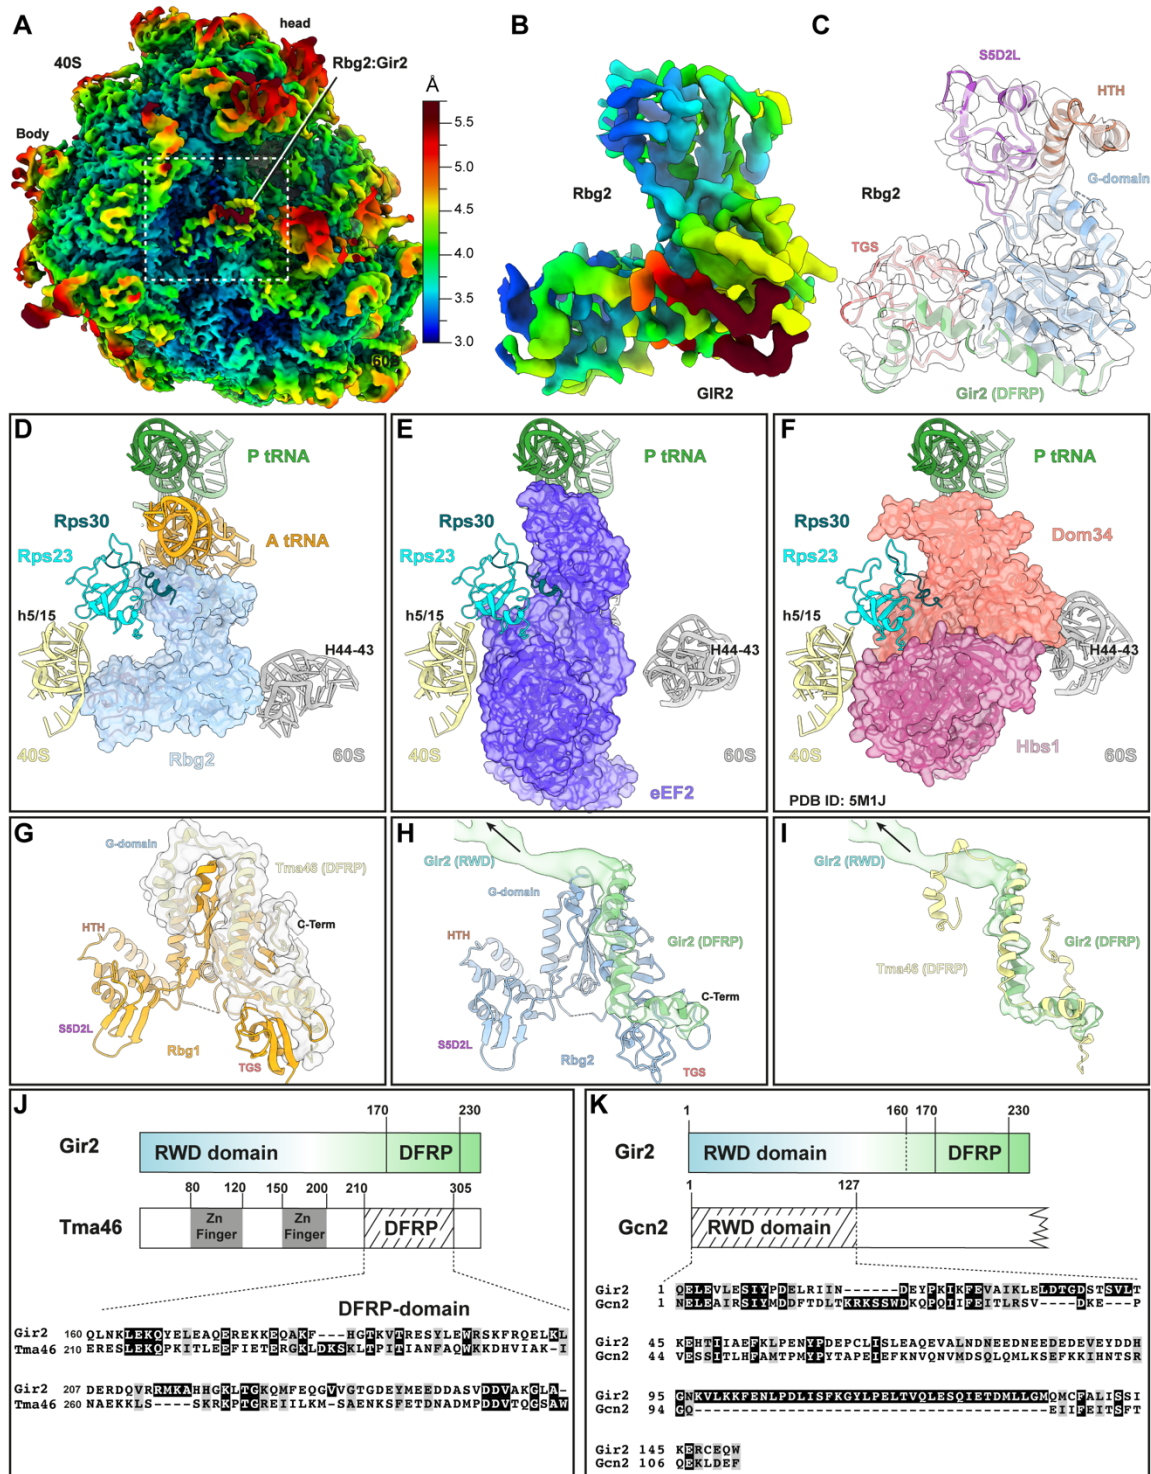 A
head
40S
Rbg2:Gir2
Body
Å
5.5
5.0
4.5
4.0
3.5
3.0
B
Rbg2
GIR2
C
S5D2L
HTH
G-domain
Rbg2
TGS
Gir2 (DFRP)
D
P tRNA
Rps30
A tRNA
Rps23
h5/15
H44-43
40S
Rbg2
60S
E
P tRNA
Rps30
Rps23
h5/15
H44-43
40S
60S
eEF2
F
P tRNA
Rps30
Dom34
Rps23
h5/15
H44-43
40S
Hbs1
60S
PDB ID: 5M1J
G
G-domain
Tma46 (DFRP)
HTH
C-Term
S5D2L
Rbg1
TGS
H
Gir2 (RWD)
G-domain
HTH
Gir2 (DFRP)
C-Term
S5D2L
Rbg2
TGS
I
Gir2 (RWD)
Tma46 (DFRP)
Gir2 (DFRP)
J
170 230
Gir2 RWD domain DFRP
80 120 150 200 210 305
Tma46 Zn Finger Zn Finger DFRP
DFRP-domain
Gir2 160 QLNKLEKQYELEAQEREKKEQAKF---HGTKVTRESYLEWRSKFRQELKL
Tma46 210 ERESLEKQPKITLEEFIETERGKLDKSKLTPITIANFAQWKKDHVIAK-I
Gir2 207 DERDQVRRMKAHHGKLTGKQMFEQGVVGTGDEYMEEDDASVDDVAKGLA-
Tma46 260 NAEKKLS----SKRKPTGREIILKM-SAENKSFETDNADMPDDVTQGSAW
K
1 160 170 230
Gir2 RWD domain DFRP
1 127
Gcn2 RWD domain
Gir2 1 QELEVLESIYPDELRIIN------DEYPKIKFEVAIKLELDTGDSTSVLT
Gcn2 1 NELEAIRSIYMDDFTDLTKRKSSWDKQPQIIFEITLRSV----DKE--P
Gir2 45 KEHTIIAEFKLPENYPDEPCLISLEAQEVALNDNEEDNEEDEDEVEYDDH
Gcn2 44 VESSITLHFAMTPMYPYTAPEIEFKNVQNVMDSQLQMLKSEFKKIHNTSR
Gir2 95 GNKVLKKFENLPDLISFKGYLPELTVQLESQIETDMLLGMQMCFALISSI
Gcn2 94 GQ--------------------------------------EIIFEITSFT
Gir2 145 KERCEQW
Gcn2 106 QEKLDEF